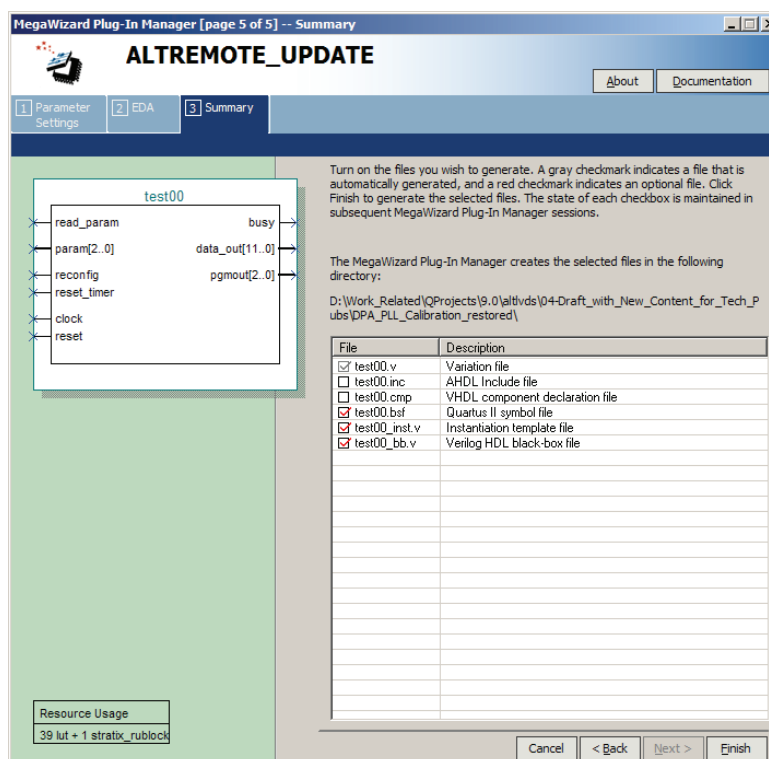 MegaWizard Plug-In Manager [page 5 of 5] -- Summary
ALTREMOTE_UPDATE
About
Documentation
1 Parameter Settings
2 EDA
3 Summary
test00
read_param
busy
param[2..0]
data_out[11..0]
reconfig
pgmout[2..0]
reset_timer
clock
reset
Resource Usage
39 lut + 1 stratix_rublock
Turn on the files you wish to generate. A gray checkmark indicates a file that is
automatically generated, and a red checkmark indicates an optional file. Click
Finish to generate the selected files. The state of each checkbox is maintained in
subsequent MegaWizard Plug-In Manager sessions.
The MegaWizard Plug-In Manager creates the selected files in the following
directory:
D:\Work_Related\QProjects\9.0\altlvds\04-Draft_with_New_Content_for_Tech_P
ubs\DPA_PLL_Calibration_restored\
File Description
test00.v Variation file
test00.inc AHDL Include file
test00.cmp VHDL component declaration file
test00.bsf Quartus II symbol file
test00_inst.v Instantiation template file
test00_bb.v Verilog HDL black-box file
Cancel
< Back
Next >
Finish